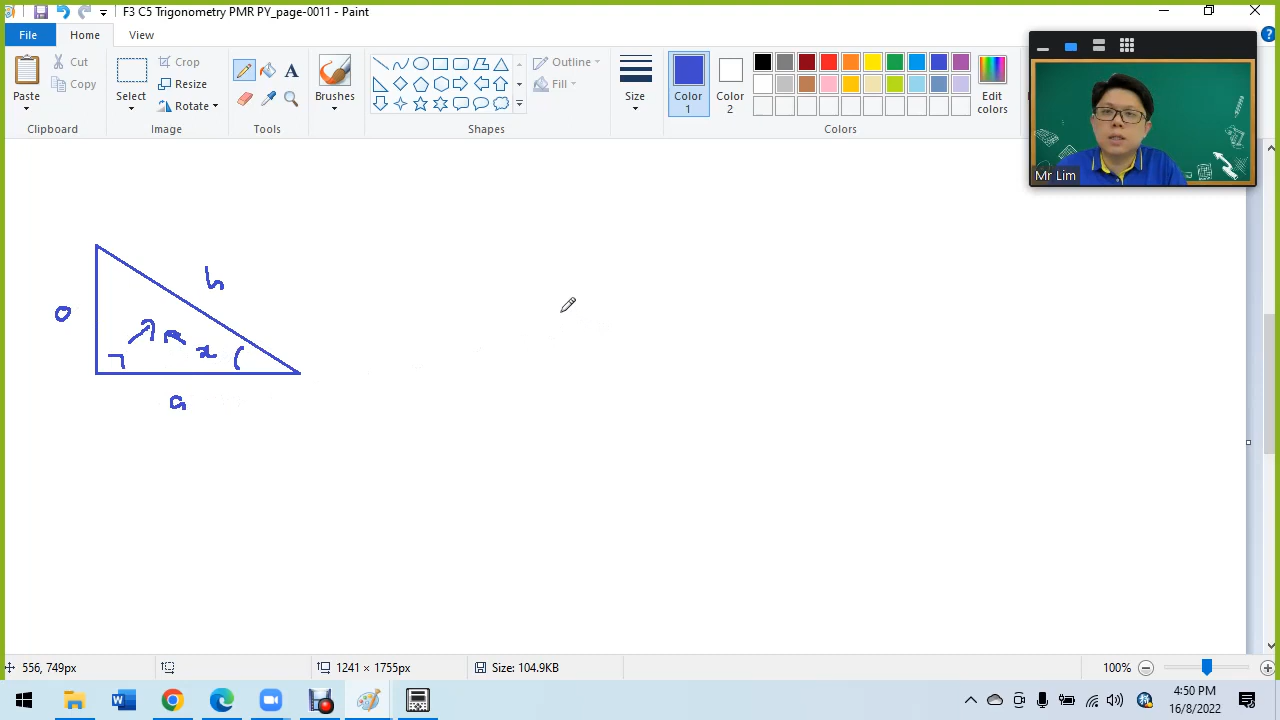 F3 C5 Trigonometry PMR PY_page-0011 - Paint
File Home View
Paste
Cut
Copy
Clipboard
Select
Crop
Resize
Rotate
Image
A
Tools
Brushes
Shapes
Outline
Fill
Size
Color 1
Color 2
Edit colors
Colors
Mr Lim
h
o
x
a
556, 749px
1241 × 1755px
Size: 104.9KB
100%
4:50 PM
16/8/2022